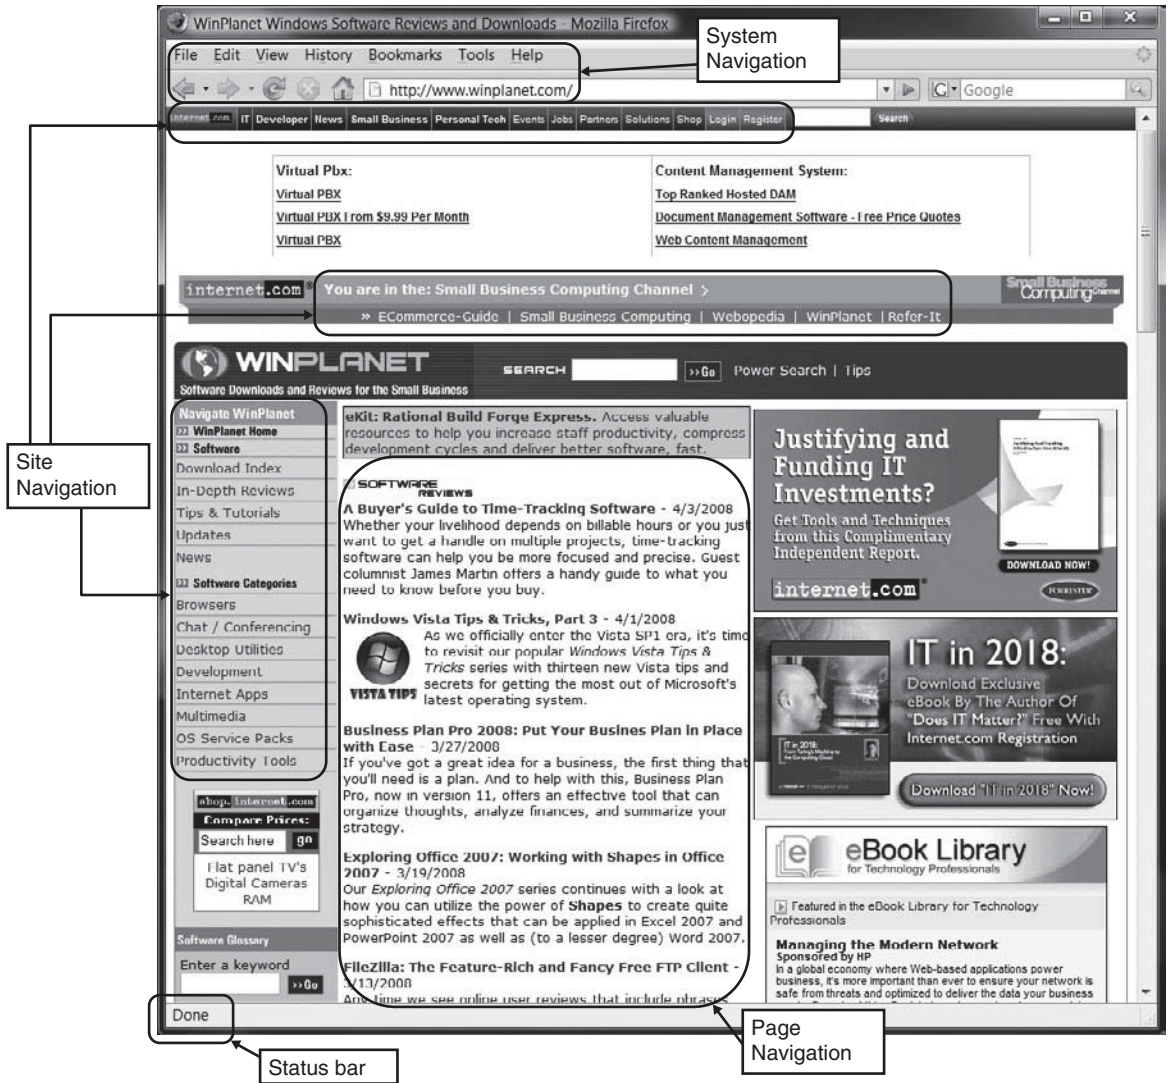 WinPlanet Windows Software Reviews and Downloads - Mozilla Firefox
System
Navigation
File Edit View History Bookmarks Tools Help
http://www.winplanet.com/
Google
internet.com IT Developer News Small Business Personal Tech Events Jobs Partners Solutions Shop Login Register Search
Virtual Pbx:
Virtual PBX
Virtual PBX From $9.99 Per Month
Virtual PBX
Content Management System:
Top Ranked Hosted DAM
Document Management Software - Free Price Quotes
Web Content Management
internet.com You are in the: Small Business Computing Channel >
Small Business
Computing Channel
» ECommerce-Guide | Small Business Computing | Webopedia | WinPlanet | Refer-It
WINPLANET
Software Downloads and Reviews for the Small Business
SEARCH >>Go Power Search | Tips
Site
Navigation
Navigate WinPlanet
WinPlanet Home
Software
Download Index
In-Depth Reviews
Tips & Tutorials
Updates
News
Software Categories
Browsers
Chat / Conferencing
Desktop Utilities
Development
Internet Apps
Multimedia
OS Service Packs
Productivity Tools
shop.internet.com
Compare Prices:
Search here go
Flat panel TV's
Digital Cameras
RAM
Software Glossary
Enter a keyword
>>Go
eKit: Rational Build Forge Express. Access valuable
resources to help you increase staff productivity, compress
development cycles and deliver better software, fast.
SOFTWARE
REVIEWS
A Buyer's Guide to Time-Tracking Software - 4/3/2008
Whether your livelihood depends on billable hours or you just
want to get a handle on multiple projects, time-tracking
software can help you be more focused and precise. Guest
columnist James Martin offers a handy guide to what you
need to know before you buy.
Windows Vista Tips & Tricks, Part 3 - 4/1/2008
As we officially enter the Vista SP1 era, it's time
to revisit our popular Windows Vista Tips &
Tricks series with thirteen new Vista tips and
secrets for getting the most out of Microsoft's
latest operating system.
VISTA TIPS
Business Plan Pro 2008: Put Your Busines Plan in Place
with Ease - 3/27/2008
If you've got a great idea for a business, the first thing that
you'll need is a plan. And to help with this, Business Plan
Pro, now in version 11, offers an effective tool that can
organize thoughts, analyze finances, and summarize your
strategy.
Exploring Office 2007: Working with Shapes in Office
2007 - 3/19/2008
Our Exploring Office 2007 series continues with a look at
how you can utilize the power of Shapes to create quite
sophisticated effects that can be applied in Excel 2007 and
PowerPoint 2007 as well as (to a lesser degree) Word 2007.
FileZilla: The Feature-Rich and Fancy Free FTP Client -
3/13/2008
Any time we see online user reviews that include phrases
Justifying and
Funding IT
Investments?
Get Tools and Techniques
from this Complimentary
Independent Report.
DOWNLOAD NOW!
internet.com
FORRESTER
IT in 2018:
Download Exclusive
eBook By The Author Of
"Does IT Matter?" Free With
Internet.com Registration
IT in 2018:
From Turing's Machine to
the Computing Cloud
Download "IT in 2018" Now!
eBook Library
for Technology Professionals
Featured in the eBook Library for Technology
Professionals
Managing the Modern Network
Sponsored by HP
In a global economy where Web-based applications power
business, it's more important than ever to ensure your network is
safe from threats and optimized to deliver the data your business
Done
Status bar
Page
Navigation